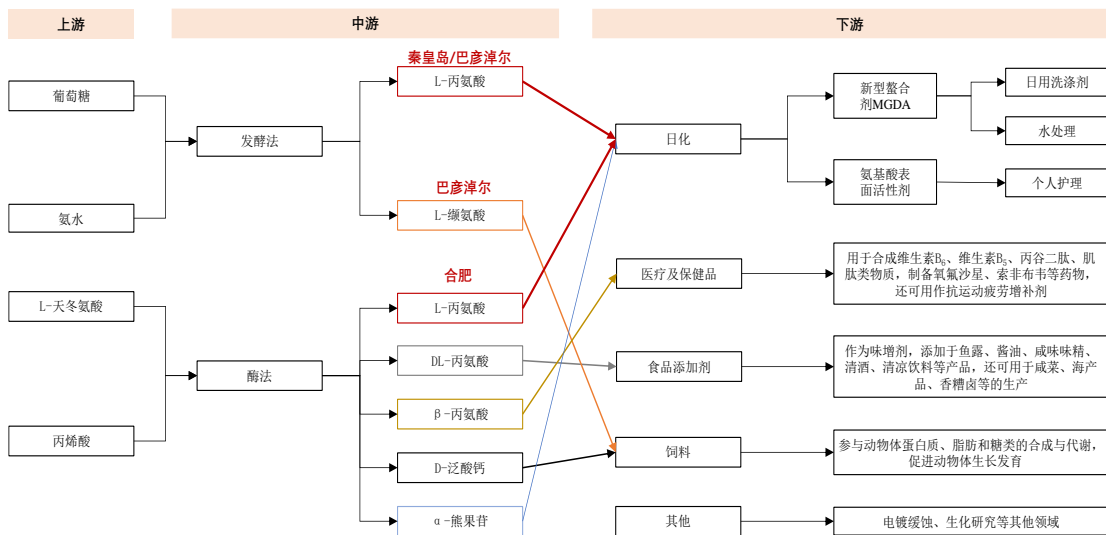 上游
中游
下游
葡萄糖
氨水
L-天冬氨酸
丙烯酸
发酵法
酶法
秦皇岛/巴彦淖尔
L-丙氨酸
巴彦淖尔
L-缬氨酸
合肥
L-丙氨酸
DL-丙氨酸
β-丙氨酸
D-泛酸钙
α-熊果苷
日化
医疗及保健品
食品添加剂
饲料
其他
新型螯合
剂MGDA
氨基酸表
面活性剂
日用洗涤剂
水处理
个人护理
用于合成维生素B₆、维生素B₅、丙谷二肽、肌
肽类物质，制备氧氟沙星、索非布韦等药物，
还可用作抗运动疲劳增补剂
作为味增剂，添加于鱼露、酱油、咸味味精、
清酒、清凉饮料等产品，还可用于咸菜、海产
品、香糟卤等的生产
参与动物体蛋白质、脂肪和糖类的合成与代谢，
促进动物体生长发育
电镀缓蚀、生化研究等其他领域